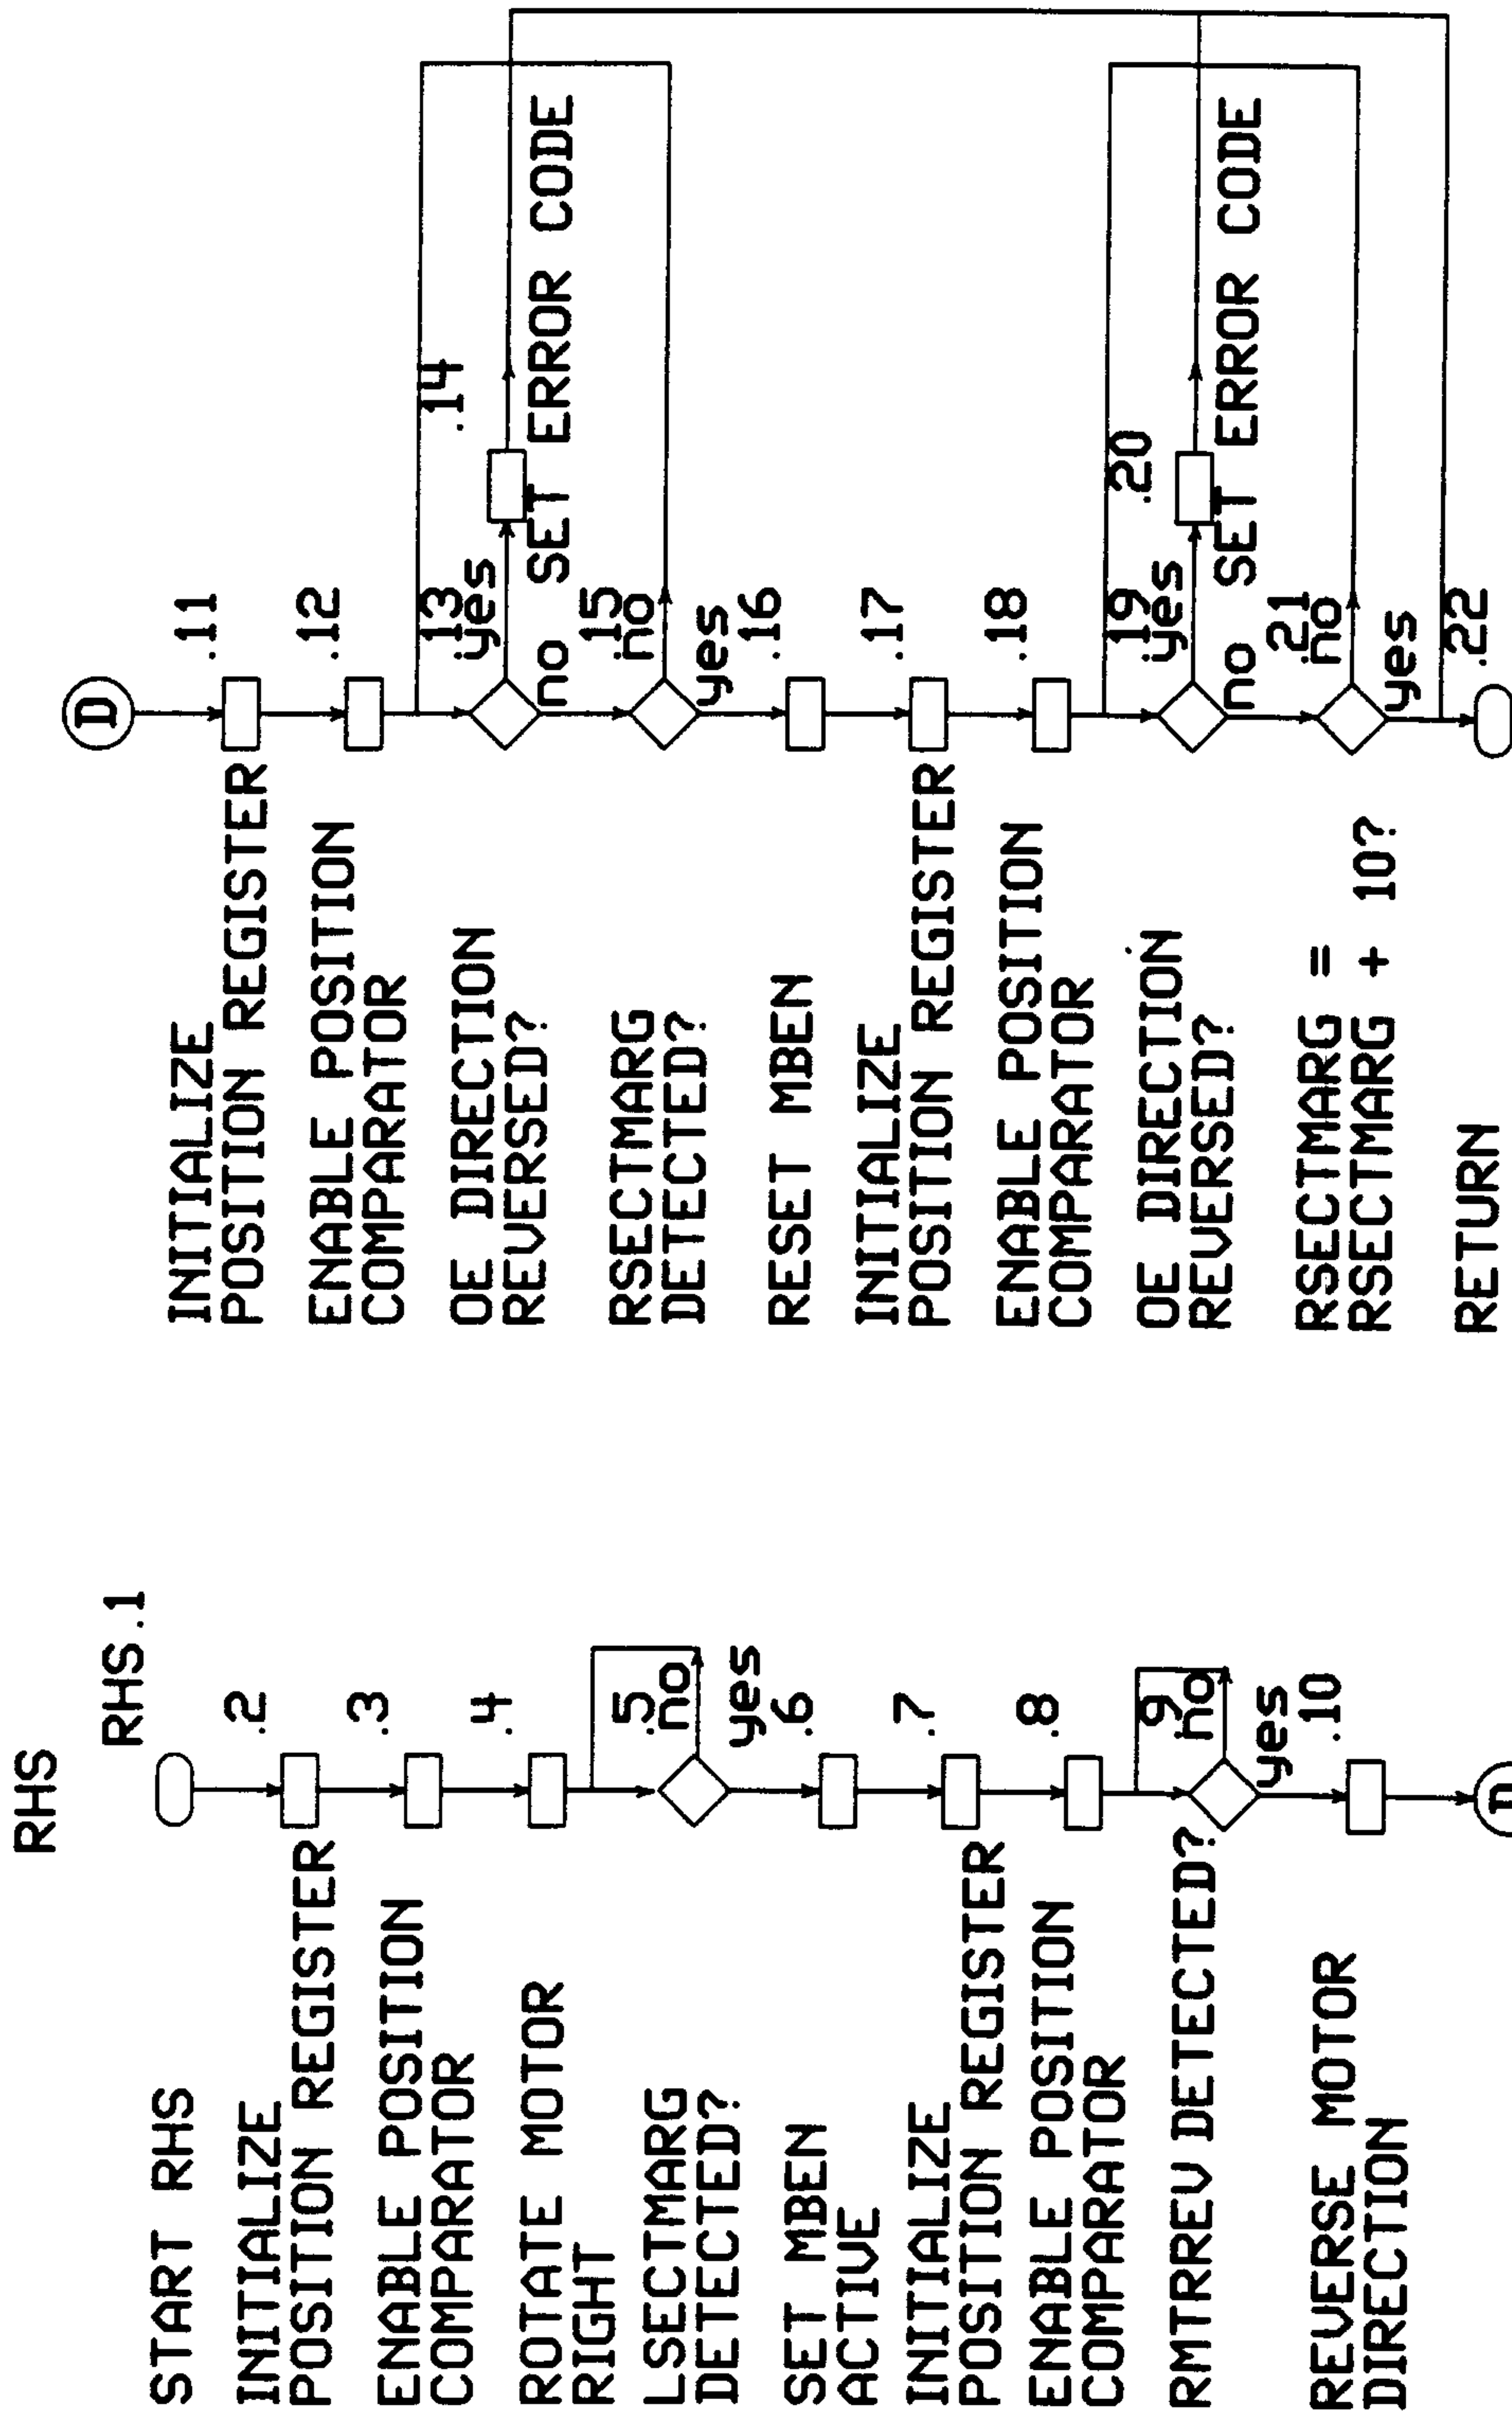 RHS
RHS.1
START RHS
.2
INITIALIZE
POSITION REGISTER
.3
ENABLE POSITION
COMPARATOR
.4
ROTATE MOTOR
RIGHT
.5
no
LSECTMARG
DETECTED?
yes
.6
SET MBEN
ACTIVE
.7
INITIALIZE
POSITION REGISTER
.8
ENABLE POSITION
COMPARATOR
.9
no
RMTRREV DETECTED?
yes
.10
REVERSE MOTOR
DIRECTION
D
D
.11
INITIALIZE
POSITION REGISTER
.12
ENABLE POSITION
COMPARATOR
.13
yes
.14
SET ERROR CODE
OE DIRECTION
REVERSED?
no
.15
no
RSECTMARG
DETECTED?
yes
.16
RESET MBEN
.17
INITIALIZE
POSITION REGISTER
.18
ENABLE POSITION
COMPARATOR
.19
yes
.20
SET ERROR CODE
OE DIRECTION
REVERSED?
no
.21
no
RSECTMARG =
RSECTMARG + 10?
yes
.22
RETURN